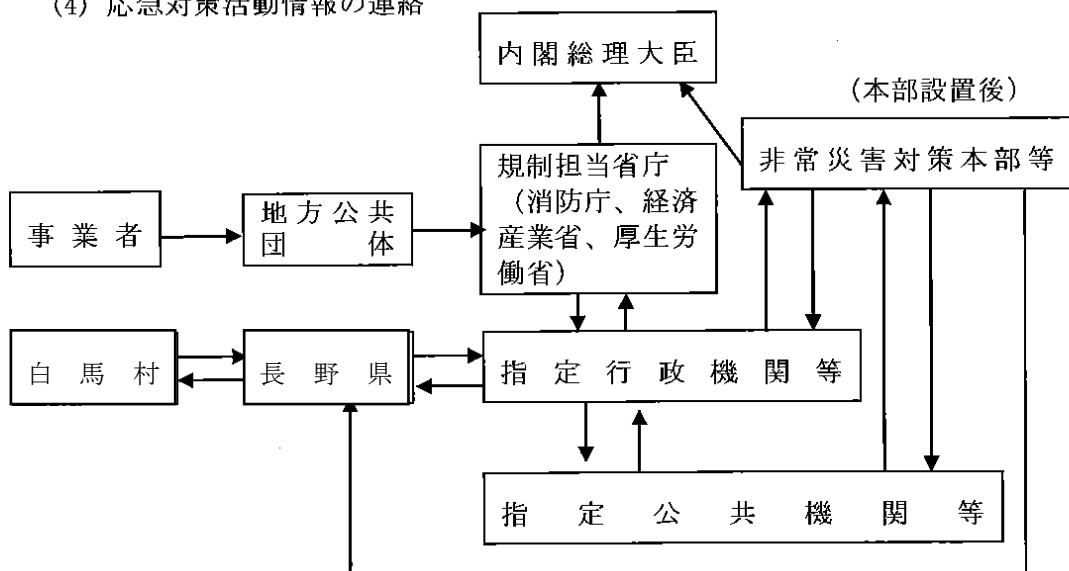 (4) 応急対策活動情報の連絡
内閣総理大臣
(本部設置後)
非常災害対策本部等
規制担当省庁
(消防庁、経済
産業省、厚生労
働省)
事業者
地方公共
団体
白馬村
長野県
指定行政機関等
指定公共機関等